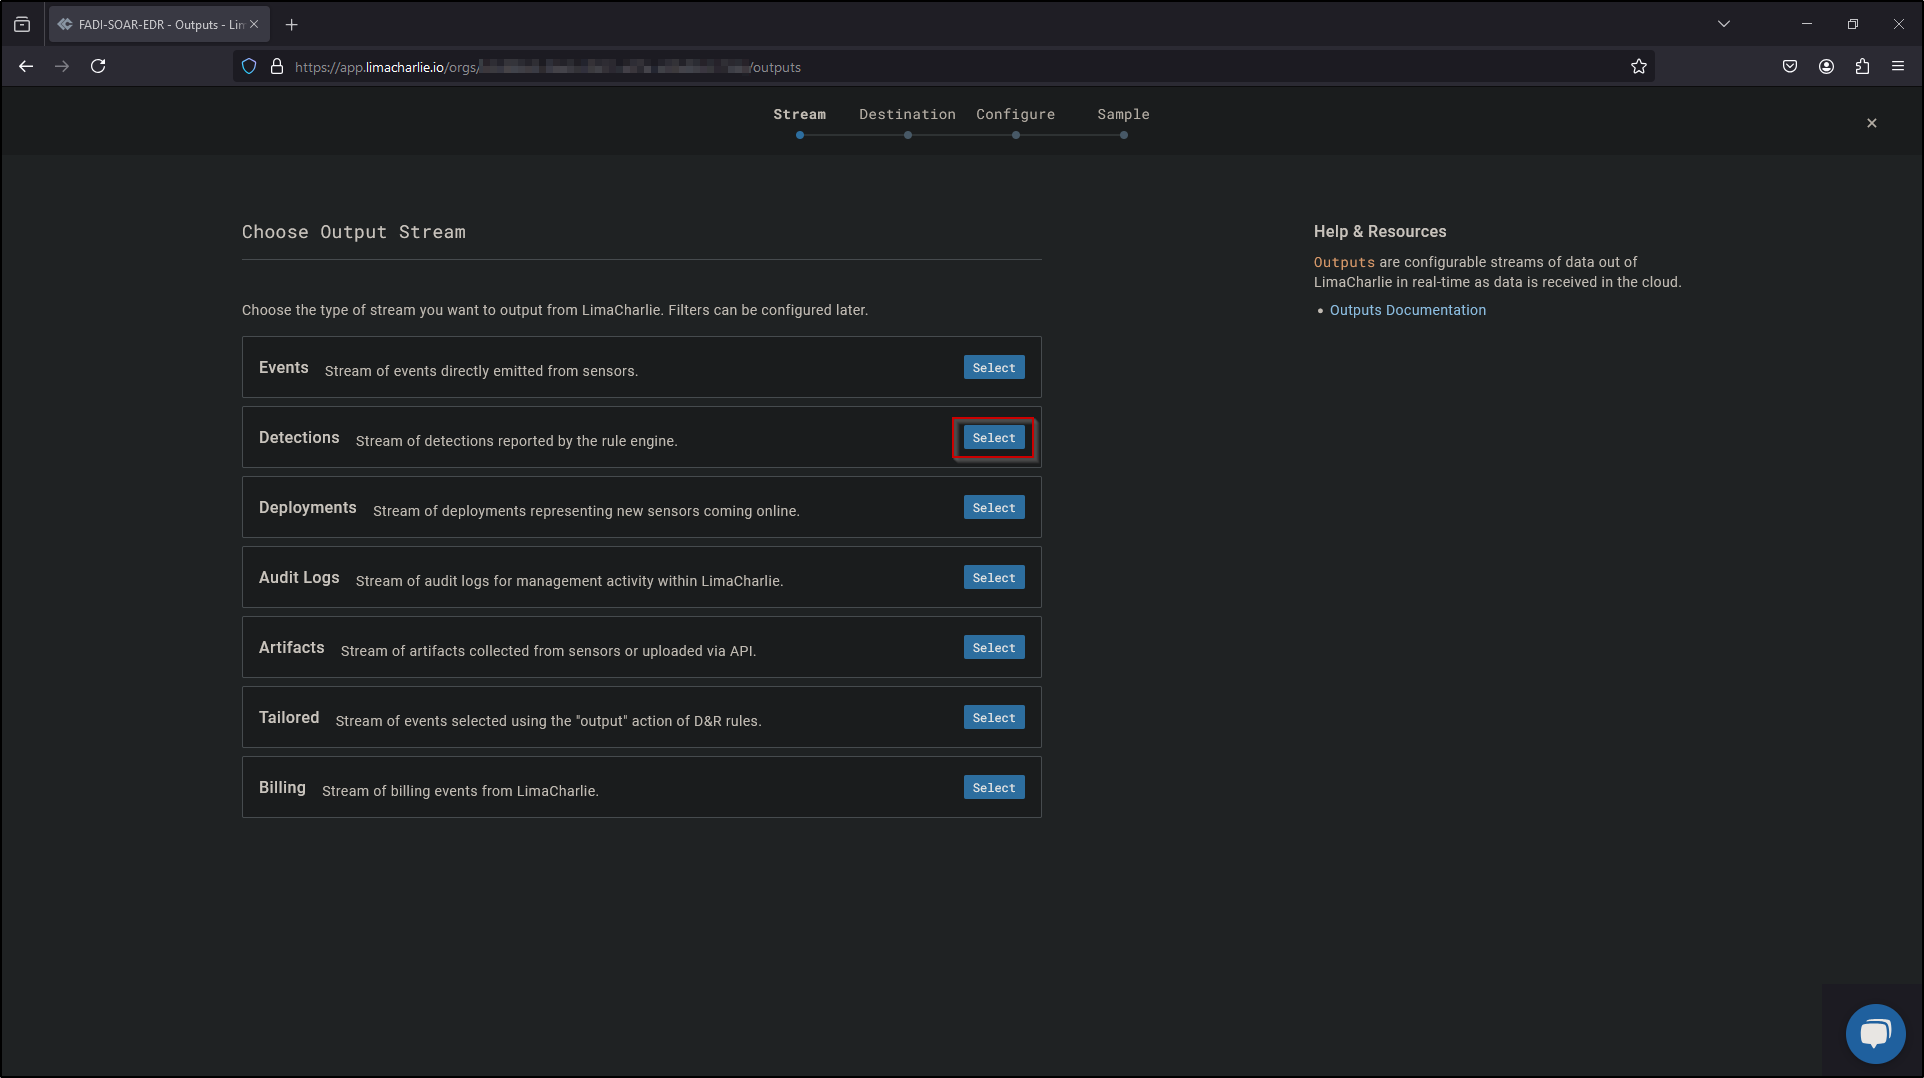 FADI-SOAR-EDR - Outputs - Lin
https://app.limacharlie.io/orgs/ /outputs
Stream Destination Configure Sample
Choose Output Stream
Choose the type of stream you want to output from LimaCharlie. Filters can be configured later.
Events Stream of events directly emitted from sensors. Select
Detections Stream of detections reported by the rule engine. Select
Deployments Stream of deployments representing new sensors coming online. Select
Audit Logs Stream of audit logs for management activity within LimaCharlie. Select
Artifacts Stream of artifacts collected from sensors or uploaded via API. Select
Tailored Stream of events selected using the "output" action of D&R rules. Select
Billing Stream of billing events from LimaCharlie. Select
Help & Resources
Outputs are configurable streams of data out of
LimaCharlie in real-time as data is received in the cloud.
• Outputs Documentation